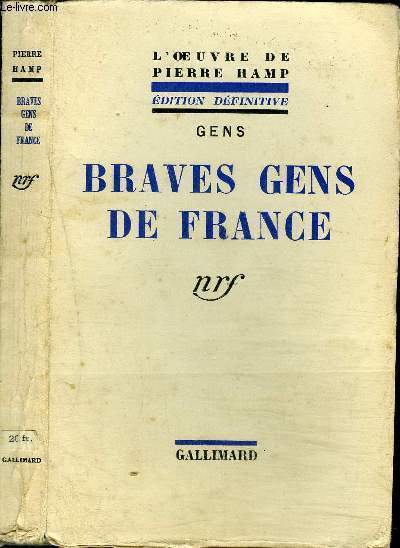 PIERRE
HAMP
BRAVES
GENS
DE
FRANCE
nrf
20 fr.
GALLIMARD
L'ŒUVRE DE
PIERRE HAMP
ÉDITION DÉFINITIVE
GENS
BRAVES GENS
DE FRANCE
nrf
GALLIMARD
©Le-livre.com